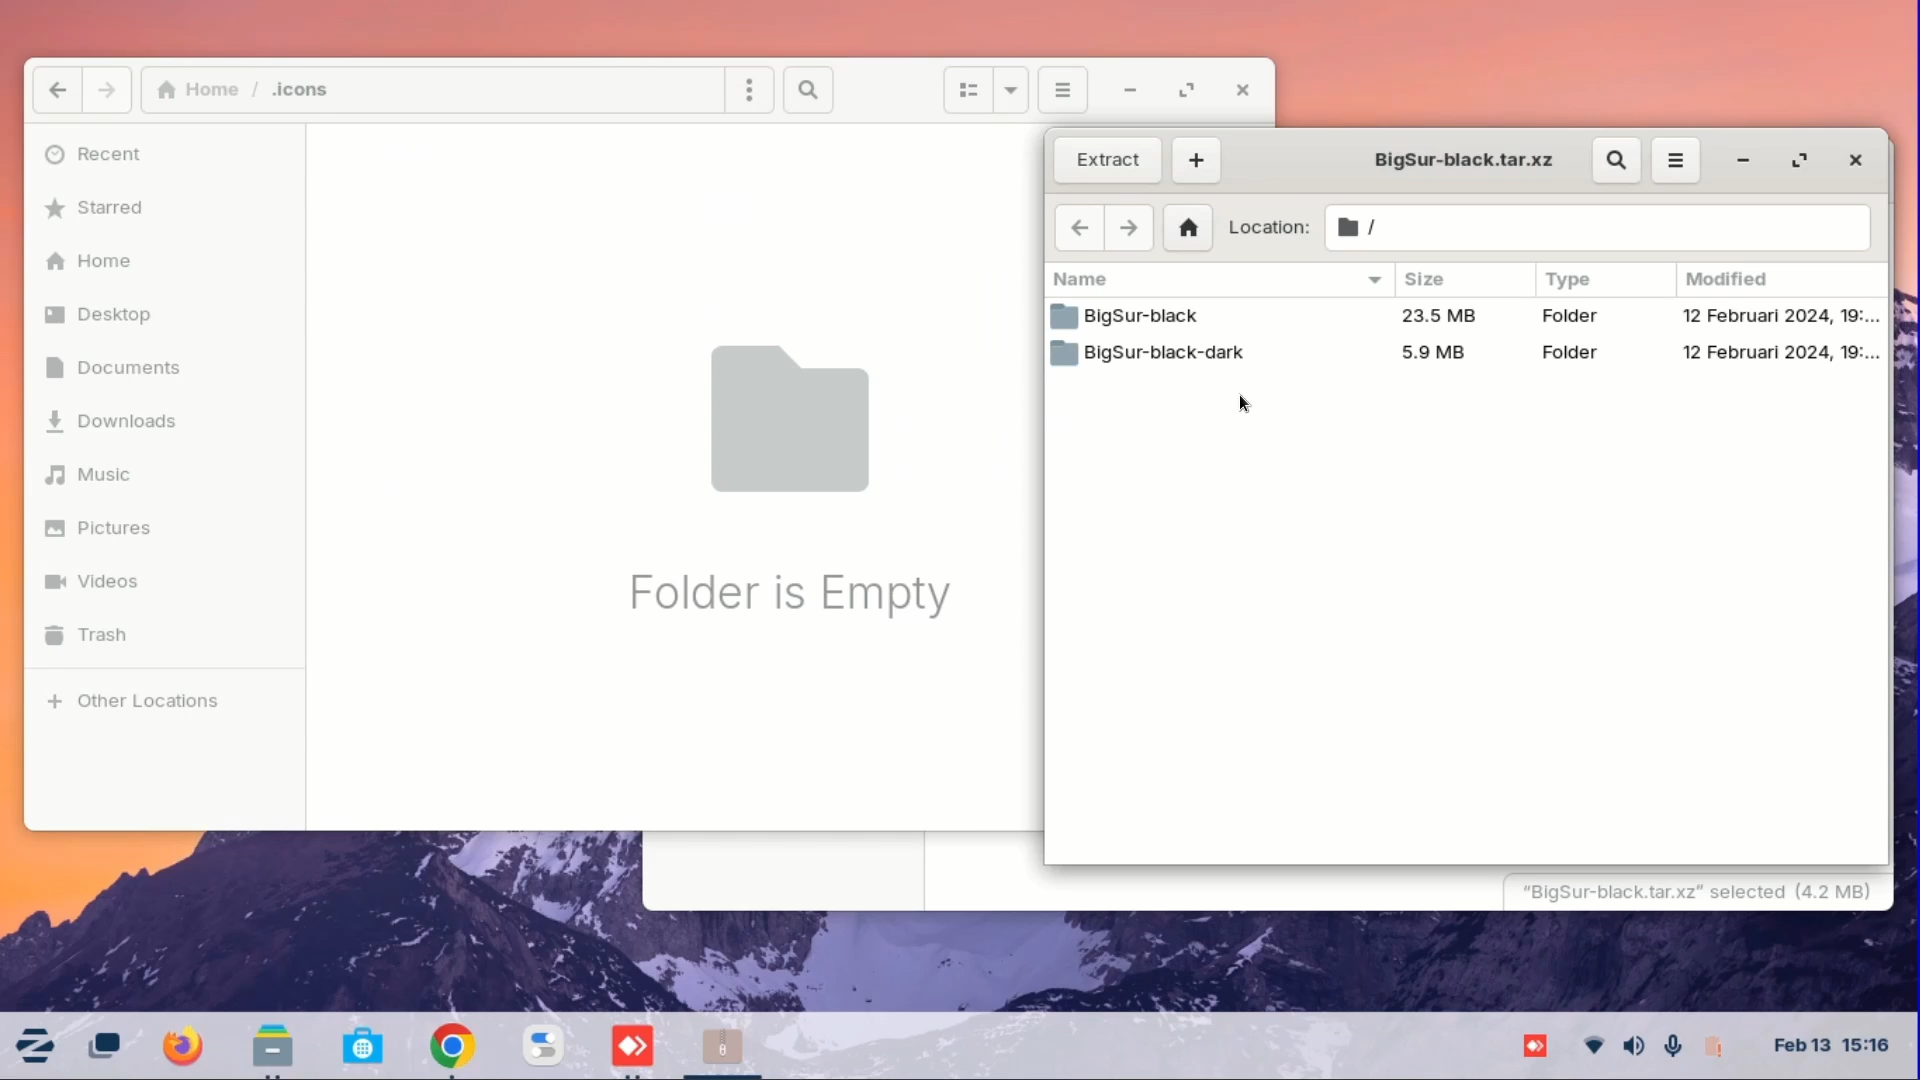 Home / .icons
Recent
Starred
Home
Desktop
Documents
Downloads
Music
Pictures
Videos
Trash
Other Locations
Folder is Empty
Extract
BigSur-black.tar.xz
Location: /
Name Size Type Modified
BigSur-black 23.5 MB Folder 12 Februari 2024, 19:...
BigSur-black-dark 5.9 MB Folder 12 Februari 2024, 19:...
“BigSur-black.tar.xz” selected (4.2 MB)
Feb 13 15:16